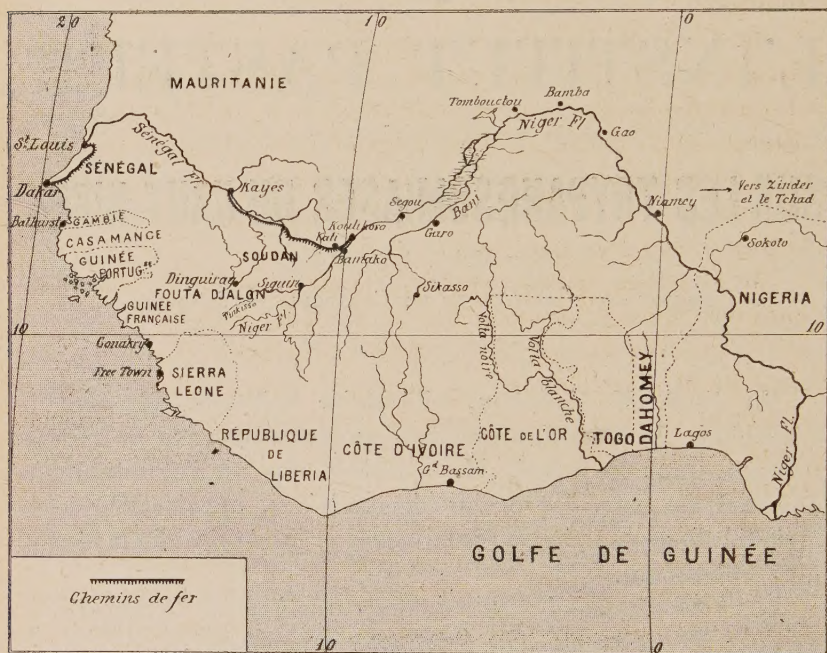 20
10
0
MAURITANIE
Tombouctou
Bamba
Niger Fl
Gao
St. Louis
Sénégal Fl.
SÉNÉGAL
Dakar
Kayes
Vers Zinder
et le Tchad
Segou
Bani
Niamey
Bathurst
GAMBIE
Koulikoro
Kati
Garo
Sokoto
CASAMANCE
SOUDAN
Bamako
GUINÉE
PORTUG.se
Dinguiray
Siguiri
Sikasso
FOUTA DJALON
NIGERIA
Tinkisso
GUINÉE
FRANÇAISE
Niger Fl.
Volta noire
Volta blanche
10
10
Conakry
Free Town
SIERRA
LEONE
DAHOMEY
RÉPUBLIQUE
DE
LIBERIA
CÔTE D'IVOIRE
CÔTE DE L'OR
TOGO
Lagos
Gd Bassam
Niger Fl.
GOLFE DE GUINÉE
Chemins de fer
10
0